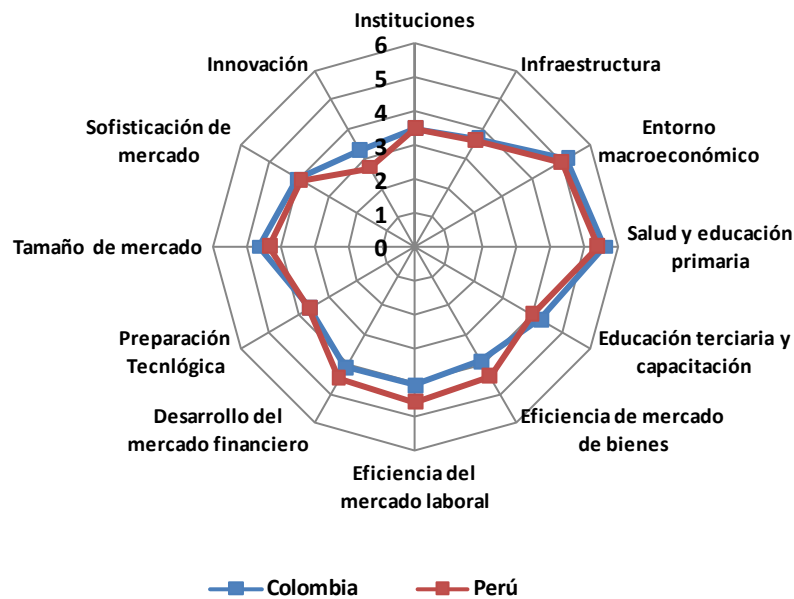 Instituciones
Infraestructura
Entorno
macroeconómico
Salud y educación
primaria
Educación terciaria y
capacitación
Eficiencia de mercado
de bienes
Eficiencia del
mercado laboral
Desarrollo del
mercado financiero
Preparación
Tecnlógica
Tamaño de mercado
Sofisticación de
mercado
Innovación
6
5
4
3
2
1
0
Colombia
Perú